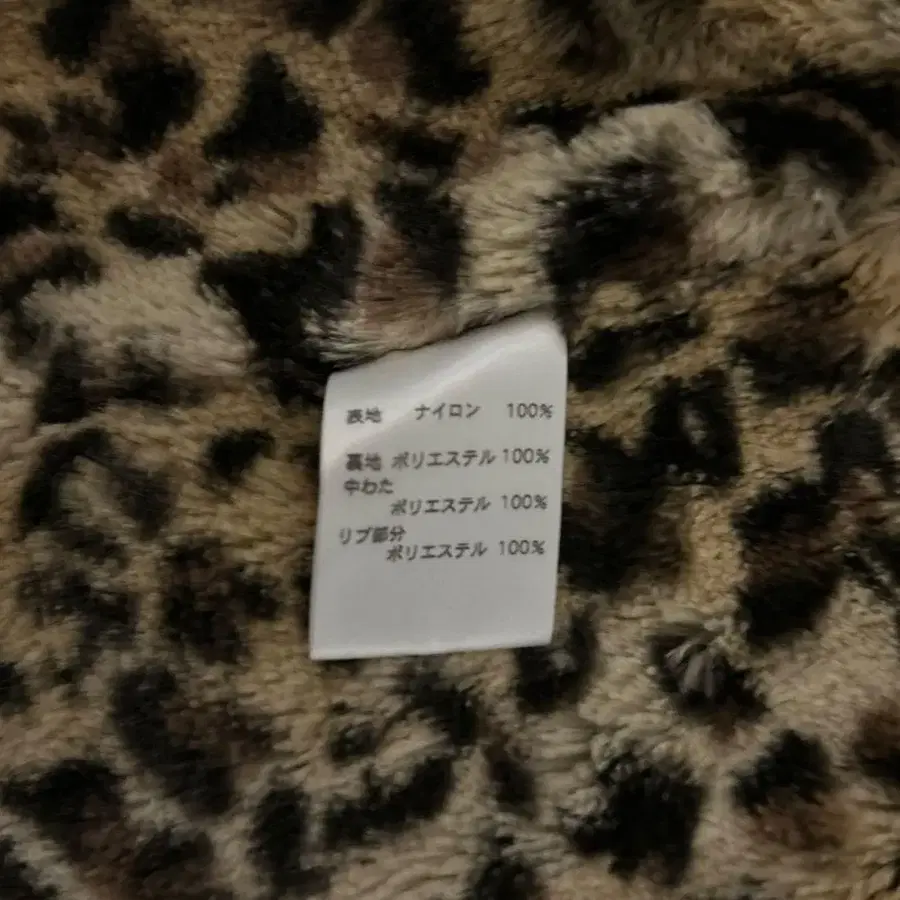 表地 ナイロン 100%
裏地 ポリエステル 100%
中わた
ポリエステル 100%
リブ部分
ポリエステル 100%